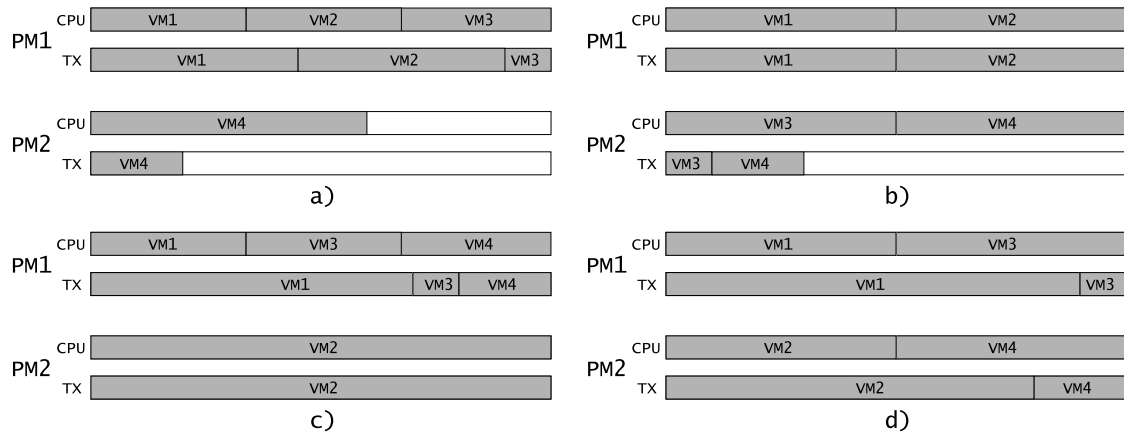 CPU VM1 VM2 VM3
PM1
TX VM1 VM2 VM3
CPU VM4
PM2
TX VM4
a)
CPU VM1 VM2
PM1
TX VM1 VM2
CPU VM3 VM4
PM2
TX VM3 VM4
b)
CPU VM1 VM3 VM4
PM1
TX VM1 VM3 VM4
CPU VM2
PM2
TX VM2
c)
CPU VM1 VM3
PM1
TX VM1 VM3
CPU VM2 VM4
PM2
TX VM2 VM4
d)